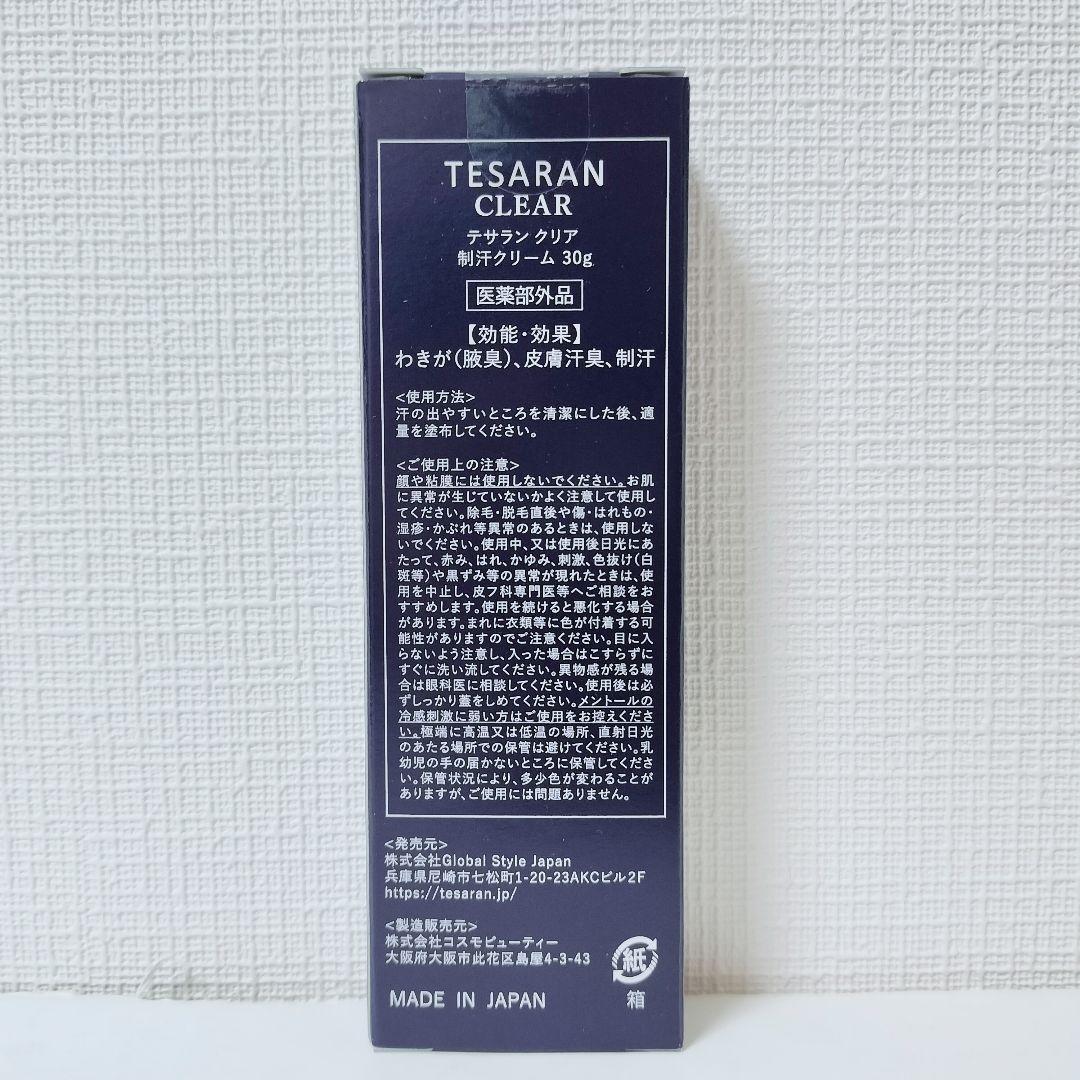 TESARAN
CLEAR
テサラン クリア
制汗クリーム 30g
医薬部外品
【効能・効果】
わきが(腋臭)、皮膚汗臭、制汗
<使用方法>
汗の出やすいところを清潔にした後、適
量を塗布してください。
<ご使用上の注意>
顔や粘膜には使用しないでください。お肌
に異常が生じていないかよく注意して使用し
てください。除毛・脱毛直後や傷・はれもの・
湿疹・かぶれ等異常のあるときは、使用しな
いでください。使用中、又は使用後日光にあ
たって、赤み、はれ、かゆみ、刺激、色抜け(白
斑等)や黒ずみ等の異常が現れたときは、使
用を中止し、皮フ科専門医等へご相談をお
すすめします。使用を続けると悪化する場合
があります。まれに衣類等に色が付着する可
能性がありますのでご注意ください。目に入
らないよう注意し、入った場合はこすらずに
すぐに洗い流してください。異物感が残る場
合は眼科医に相談してください。使用後は必
ずしっかり蓋をしめてください。メントールの
冷感刺激に弱い方はご使用をお控えくださ
い。極端に高温又は低温の場所、直射日光
のあたる場所での保管は避けてください。乳
幼児の手の届かないところに保管してくださ
い。保管状況により、多少色が変わることが
ありますが、ご使用には問題ありません。
<発売元>
株式会社Global Style Japan
兵庫県尼崎市七松町1-20-23AKCビル2F
https://tesaran.jp/
<製造販売元>
株式会社コスモビューティー
大阪府大阪市此花区島屋4-3-43
紙
箱
MADE IN JAPAN